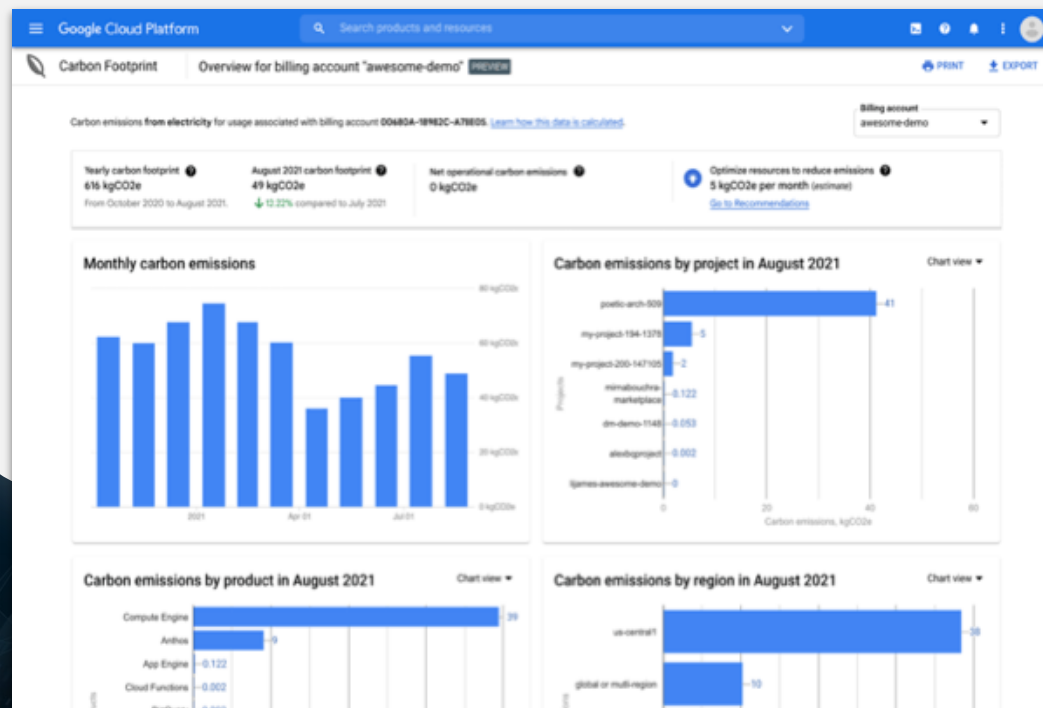 Google Cloud Platform
Search products and resources
Carbon Footprint
Overview for billing account "awesome-demo" PREVIEW
PRINT
EXPORT
Carbon emissions from electricity for usage associated with billing account 00680A-18982C-A78E05. Learn how this data is calculated.
Billing account
awesome-demo
Yearly carbon footprint
616 kgCO2e
From October 2020 to August 2021.
August 2021 carbon footprint
49 kgCO2e
12.22% compared to July 2021
Net operational carbon emissions
0 kgCO2e
Optimize resources to reduce emissions
5 kgCO2e per month (estimate)
Go to Recommendations
Monthly carbon emissions
80 kgCO2e
60 kgCO2e
40 kgCO2e
20 kgCO2e
0 kgCO2e
2021
Apr 01
Jul 01
Carbon emissions by project in August 2021
Chart view
Projects
poetic-arch-509
41
my-project-194-1378
5
my-project-200-147105
2
mirnabouchra-
marketplace
0.122
dm-demo-1148
0.053
alexbqproject
0.002
lijames-awesome-demo
0
0
20
40
60
Carbon emissions, kgCO2e
Carbon emissions by product in August 2021
Chart view
Compute Engine
39
Anthos
9
App Engine
0.122
Cloud Functions
0.002
Carbon emissions by region in August 2021
Chart view
us-central1
38
global or multi-region
10